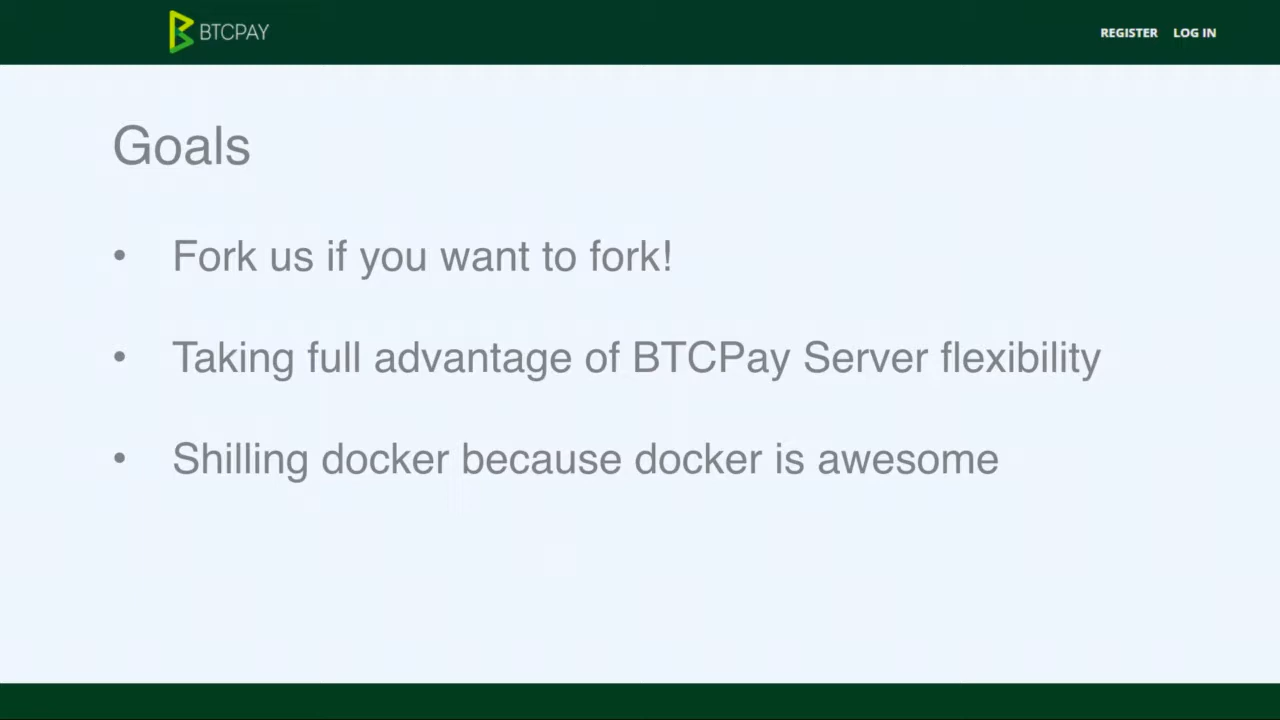 BTCPAY
REGISTER LOG IN
Goals
• Fork us if you want to fork!
• Taking full advantage of BTCPay Server flexibility
• Shilling docker because docker is awesome